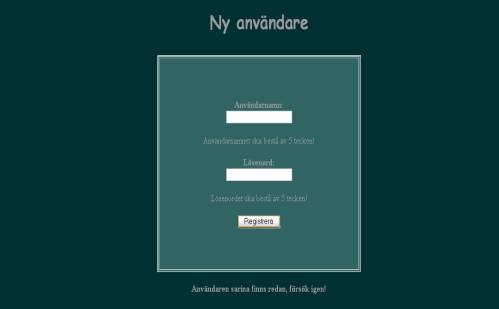 Ny användare
Användarnamn:
Användarnamnet ska bestå av 5 tecken!
Lösenord:
Lösenordet ska bestå av 5 tecken!
Registrera
Användaren sarina finns redan, försök igen!